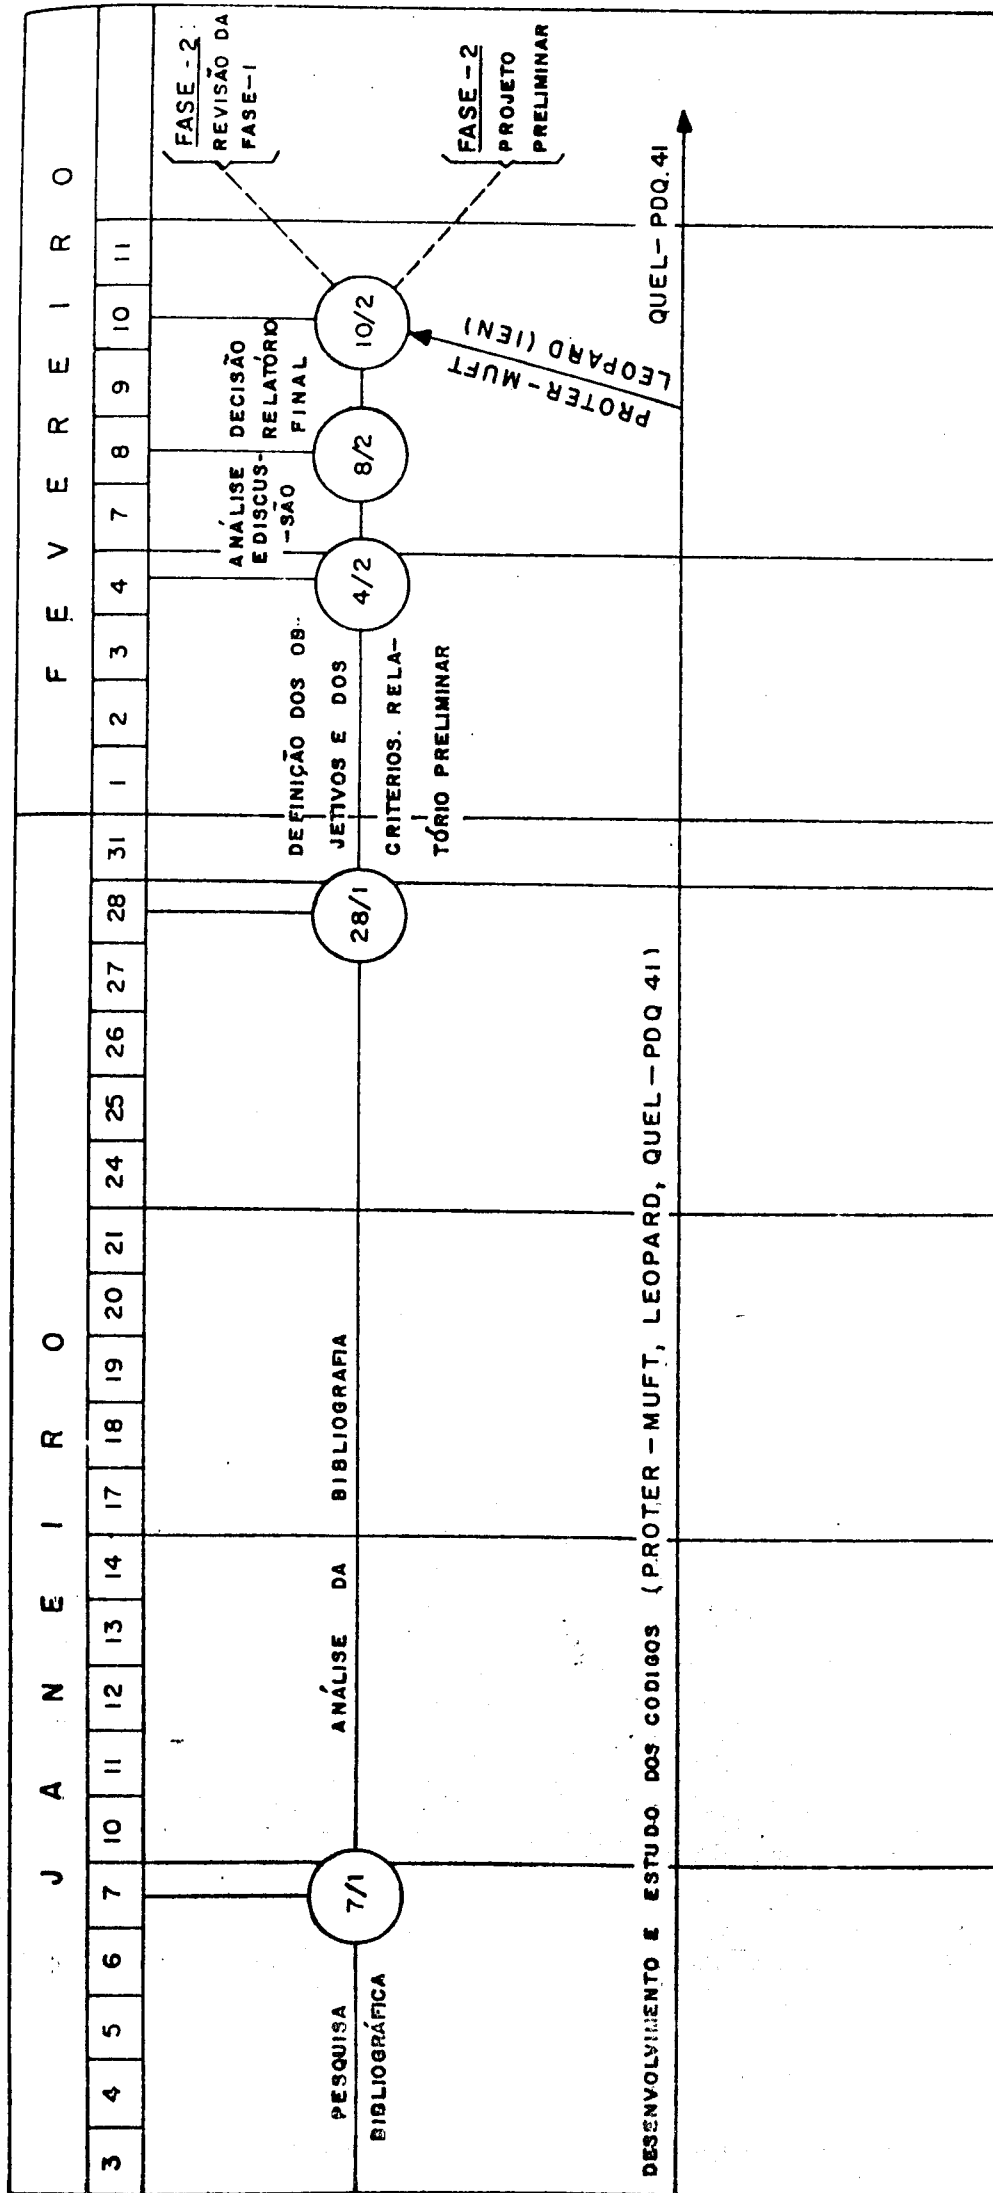 J A N E I R O
F E V E R E I R O
3 4 5 6 7 10 11 12 13 14 17 18 19 20 21 24 25 26 27 28 31 1 2 3 4 7 8 9 10 11
PESQUISA
BIBLIOGRÁFICA
7/1
ANÁLISE DA BIBLIOGRAFIA
28/1
DEFINIÇÃO DOS OB-
JETIVOS E DOS
CRITERIOS. RELA-
TÓRIO PRELIMINAR
4/2
ANÁLISE
E DISCUS-
-SÃO
8/2
DECISÃO
RELATÓRIO
FINAL
10/2
FASE-2:
REVISÃO DA
FASE-1
FASE-2
PROJETO
PRELIMINAR
PROTER-MUFT
LEOPARD (IEN)
DESENVOLVIMENTO E ESTUDO DOS CODIGOS (PROTER-MUFT, LEOPARD, QUEL-PDQ 41)
QUEL-PDQ.41